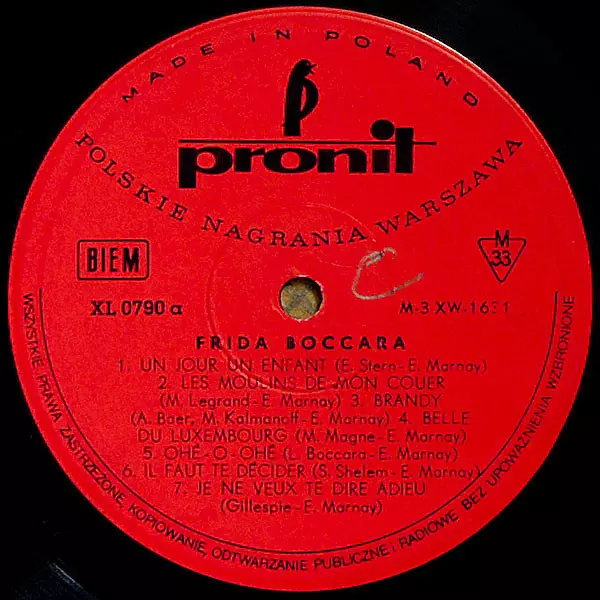 MADE IN POLAND
pronit
POLSKIE NAGRANIA WARSZAWA
BIEM
M
33
XL 0790 α
M-3 XW-1631
FRIDA BOCCARA
1. UN JOUR UN ENFANT (E. Stern-E. Marnay)
2. LES MOULINS DE MON COUER
(M. Legrand-E. Marnay) 3. BRANDY
(A. Baer, M. Kalmanoff-E. Marnay) 4. BELLE
DU LUXEMBOURG (M. Magne-E. Marnay)
5. OHÉ-O-OHÉ (L. Boccara-E. Marnay)
6. IL FAUT TE DÉCIDER (S. Shelem-E. Marnay)
7. JE NE VEUX TE DIRE ADIEU
(Gillespie-E. Marnay)
WSZYSTKIE PRAWA ZASTRZEŻONE, KOPIOWANIE, ODTWARZANIE PUBLICZNE i RADIOWE BEZ UPOWAŻNIENIA WZBRONIONE
C